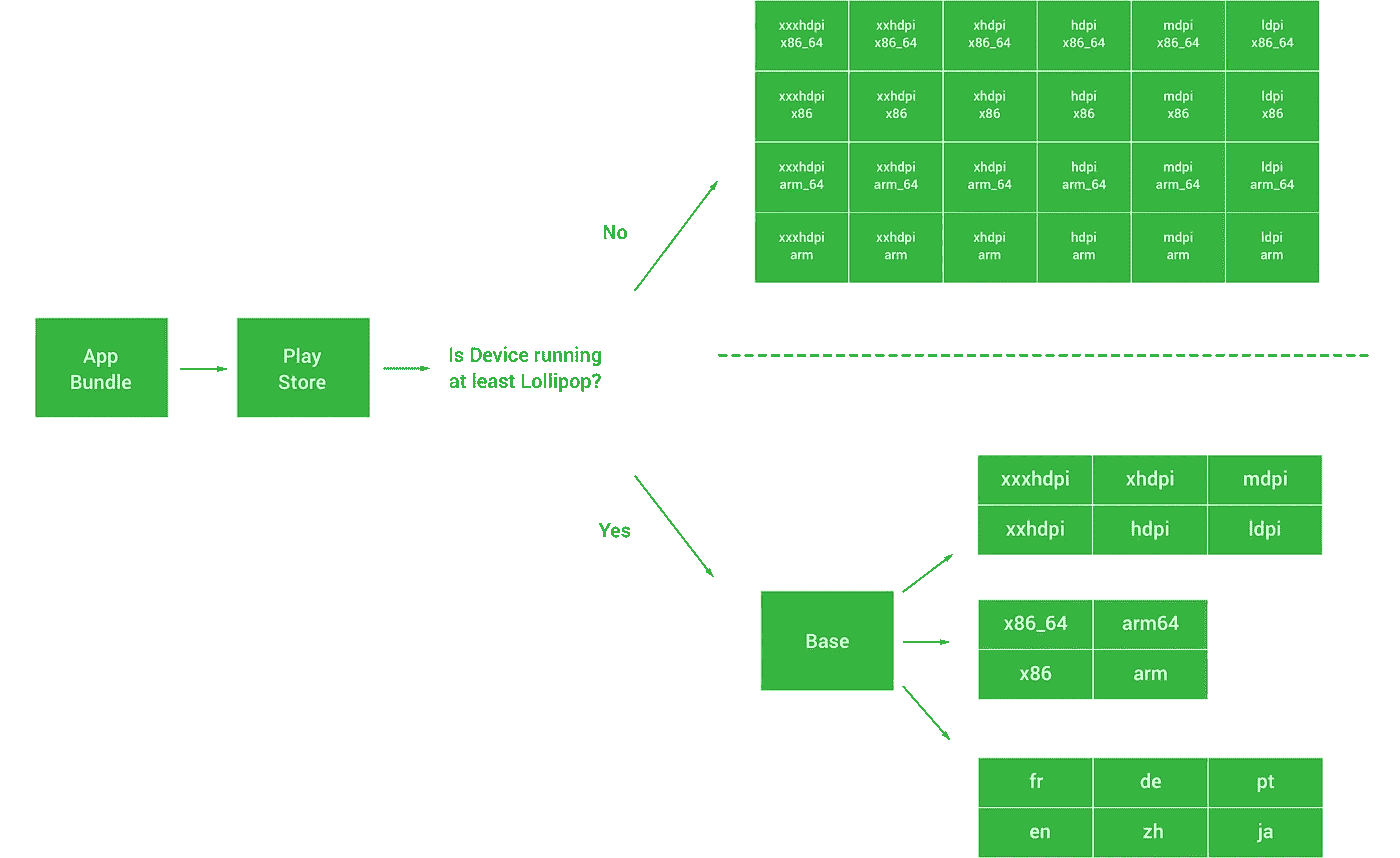 xxxhdpi
x86_64
xxhdpi
x86_64
xhdpi
x86_64
hdpi
x86_64
mdpi
x86_64
ldpi
x86_64
xxxhdpi
x86
xxhdpi
x86
xhdpi
x86
hdpi
x86
mdpi
x86
ldpi
x86
xxxhdpi
arm_64
xxhdpi
arm_64
xhdpi
arm_64
hdpi
arm_64
mdpi
arm_64
ldpi
arm_64
xxxhdpi
arm
xxhdpi
arm
xhdpi
arm
hdpi
arm
mdpi
arm
ldpi
arm
No
App
Bundle
Play
Store
Is Device running
at least Lollipop?
Yes
Base
xxxhdpi
xhdpi
mdpi
xxhdpi
hdpi
ldpi
x86_64
arm64
x86
arm
fr
de
pt
en
zh
ja